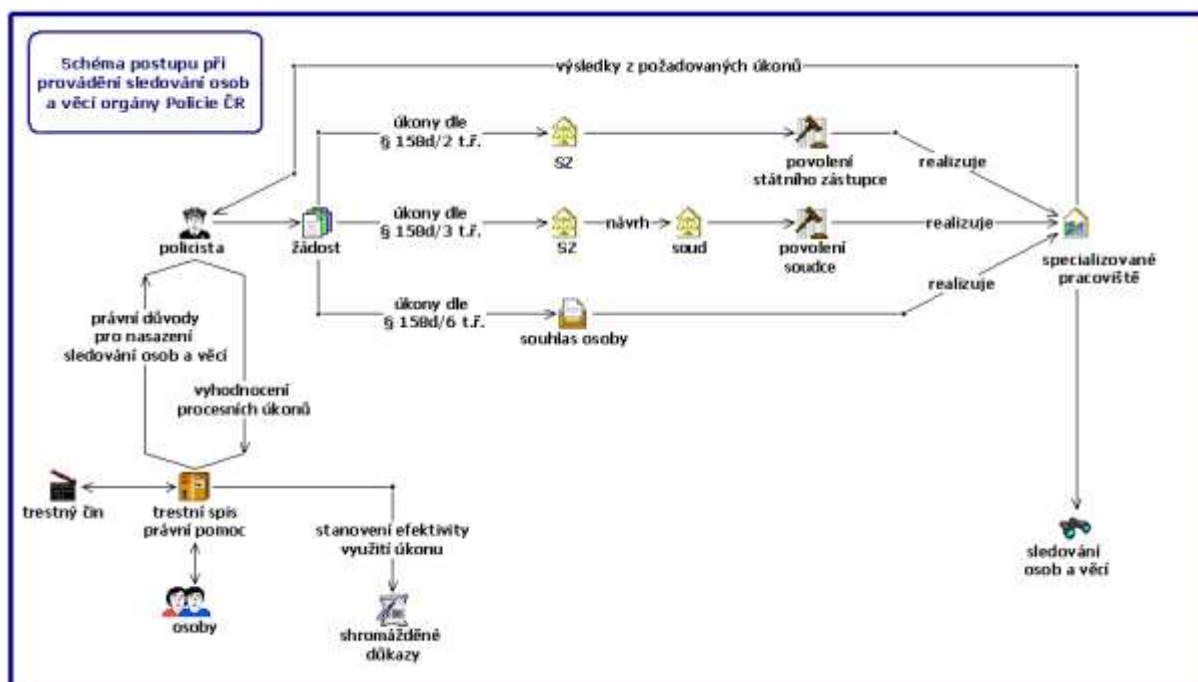 Schéma postupu při
provádění sledování osob
a věcí orgány Policie ČR
výsledky z požadovaných úkonů
úkony dle
§ 158d/2 t.ř.
SZ
povolení
státního zástupce
realizuje
policista
žádost
úkony dle
§ 158d/3 t.ř.
SZ
návrh
soud
povolení
soudce
realizuje
specializované
pracoviště
úkony dle
§ 158d/6 t.ř.
souhlas osoby
realizuje
právní důvody
pro nasazení
sledování osob a věcí
vyhodnocení
procesních úkonů
trestný čin
trestní spis
právní pomoc
stanovení efektivity
využití úkonu
sledování
osob a věcí
osoby
shromážděné
důkazy